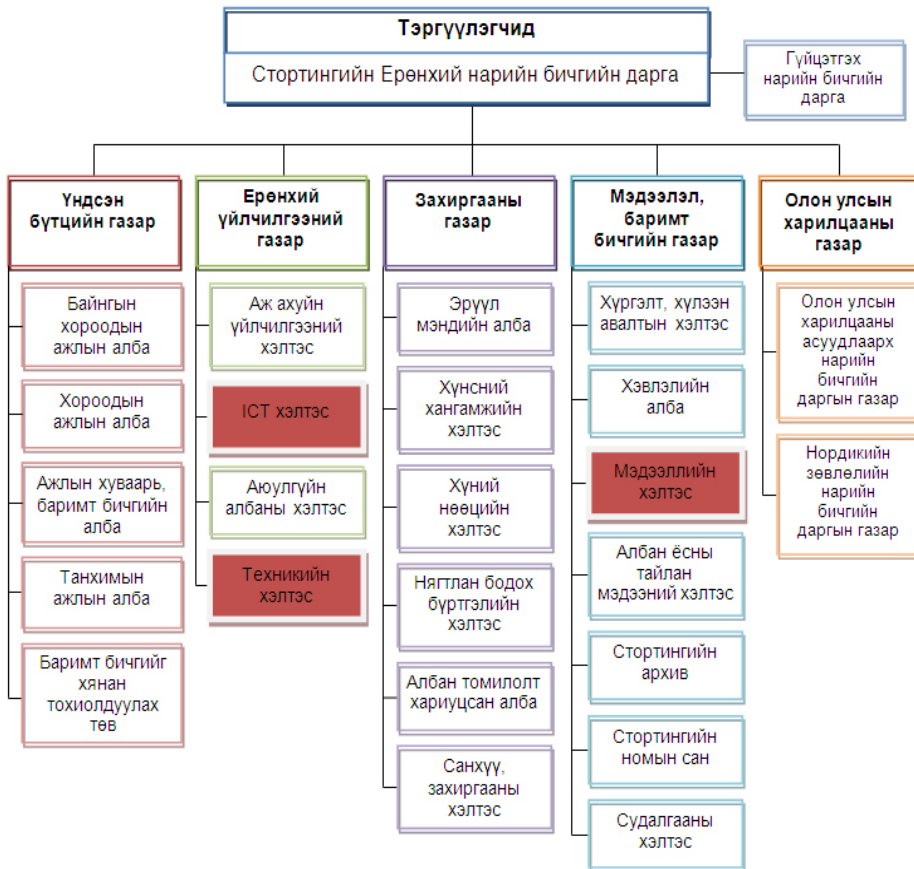 Тэргүүлэгчид
Стортингийн Ерөнхий нарийн бичгийн дарга
Гүйцэтгэх
нарийн бичгийн
дарга
Үндсэн
бүтцийн газар
Байнгын
хороодын
ажлын алба
Хороодын
ажлын алба
Ажлын хуваарь,
баримт бичгийн
алба
Танхимын
ажлын алба
Баримт бичгийг
хянан
тохиолдуулах
төв
Ерөнхий
үйлчилгээний
газар
Аж ахуйн
үйлчилгээний
хэлтэс
ICT хэлтэс
Аюулгүйн
албаны хэлтэс
Техникийн
хэлтэс
Захиргааны
газар
Эрүүл
мэндийн алба
Хүнсний
хангамжийн
хэлтэс
Хүний
нөөцийн
хэлтэс
Нягтлан бодох
бүртгэлийн
хэлтэс
Албан томилолт
хариуцсан алба
Санхүү,
захиргааны
хэлтэс
Мэдээлэл,
баримт
бичгийн газар
Хүргэлт, хүлээн
авалтын хэлтэс
Хэвлэлийн
алба
Мэдээллийн
хэлтэс
Албан ёсны
тайлан
мэдээний хэлтэс
Стортингийн
архив
Стортингийн
номын сан
Судалгааны
хэлтэс
Олон улсын
харилцааны
газар
Олон улсын
харилцааны
асуудлаарх
нарийн
бичгийн
даргын газар
Нордикийн
зөвлөлийн
нарийн
бичгийн
даргын газар